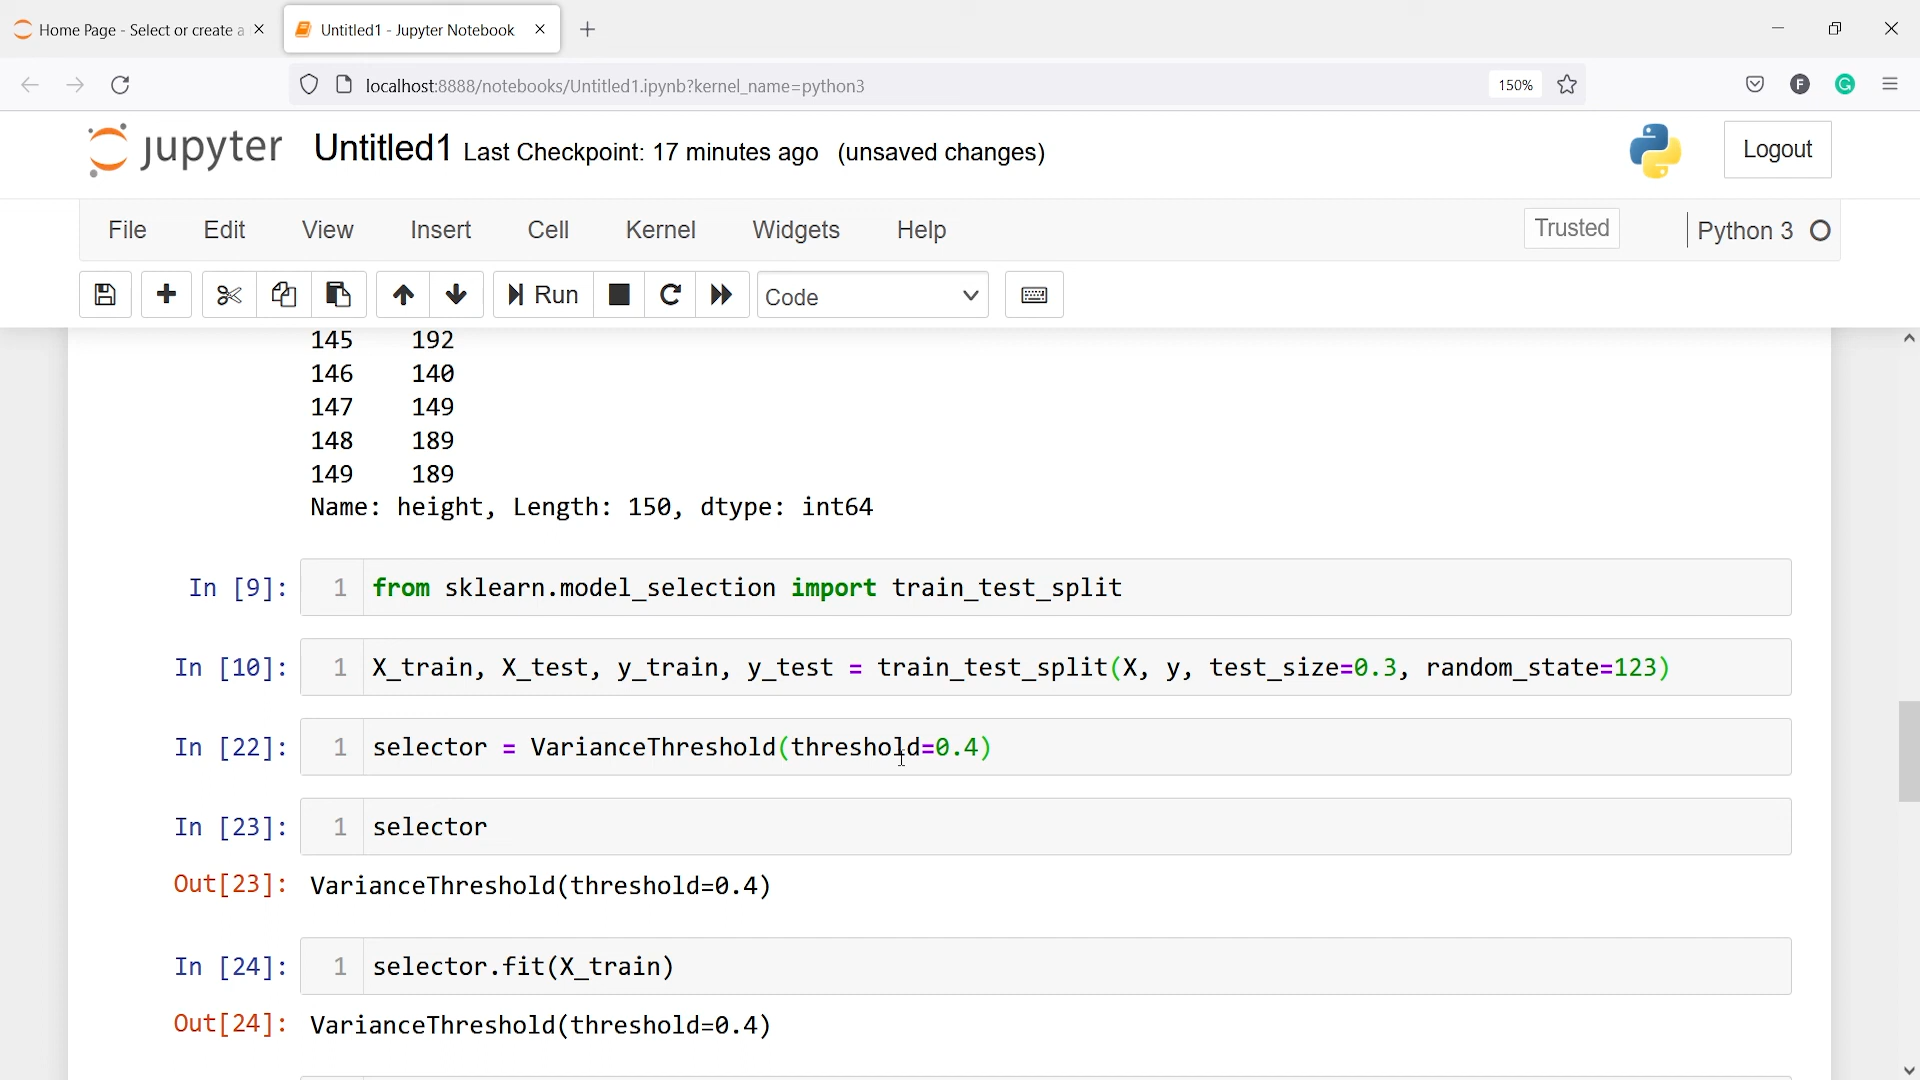 Home Page - Select or create a
Untitled1 - Jupyter Notebook
localhost:8888/notebooks/Untitled1.ipynb?kernel_name=python3
150%
F
G
jupyter Untitled1 Last Checkpoint: 17 minutes ago (unsaved changes)
Logout
File Edit View Insert Cell Kernel Widgets Help
Trusted
Python 3
Run
Code
145 192
146 140
147 149
148 189
149 189
Name: height, Length: 150, dtype: int64
In [9]: 1 from sklearn.model_selection import train_test_split
In [10]: 1 X_train, X_test, y_train, y_test = train_test_split(X, y, test_size=0.3, random_state=123)
In [22]: 1 selector = VarianceThreshold(threshold=0.4)
In [23]: 1 selector
Out[23]: VarianceThreshold(threshold=0.4)
In [24]: 1 selector.fit(X_train)
Out[24]: VarianceThreshold(threshold=0.4)